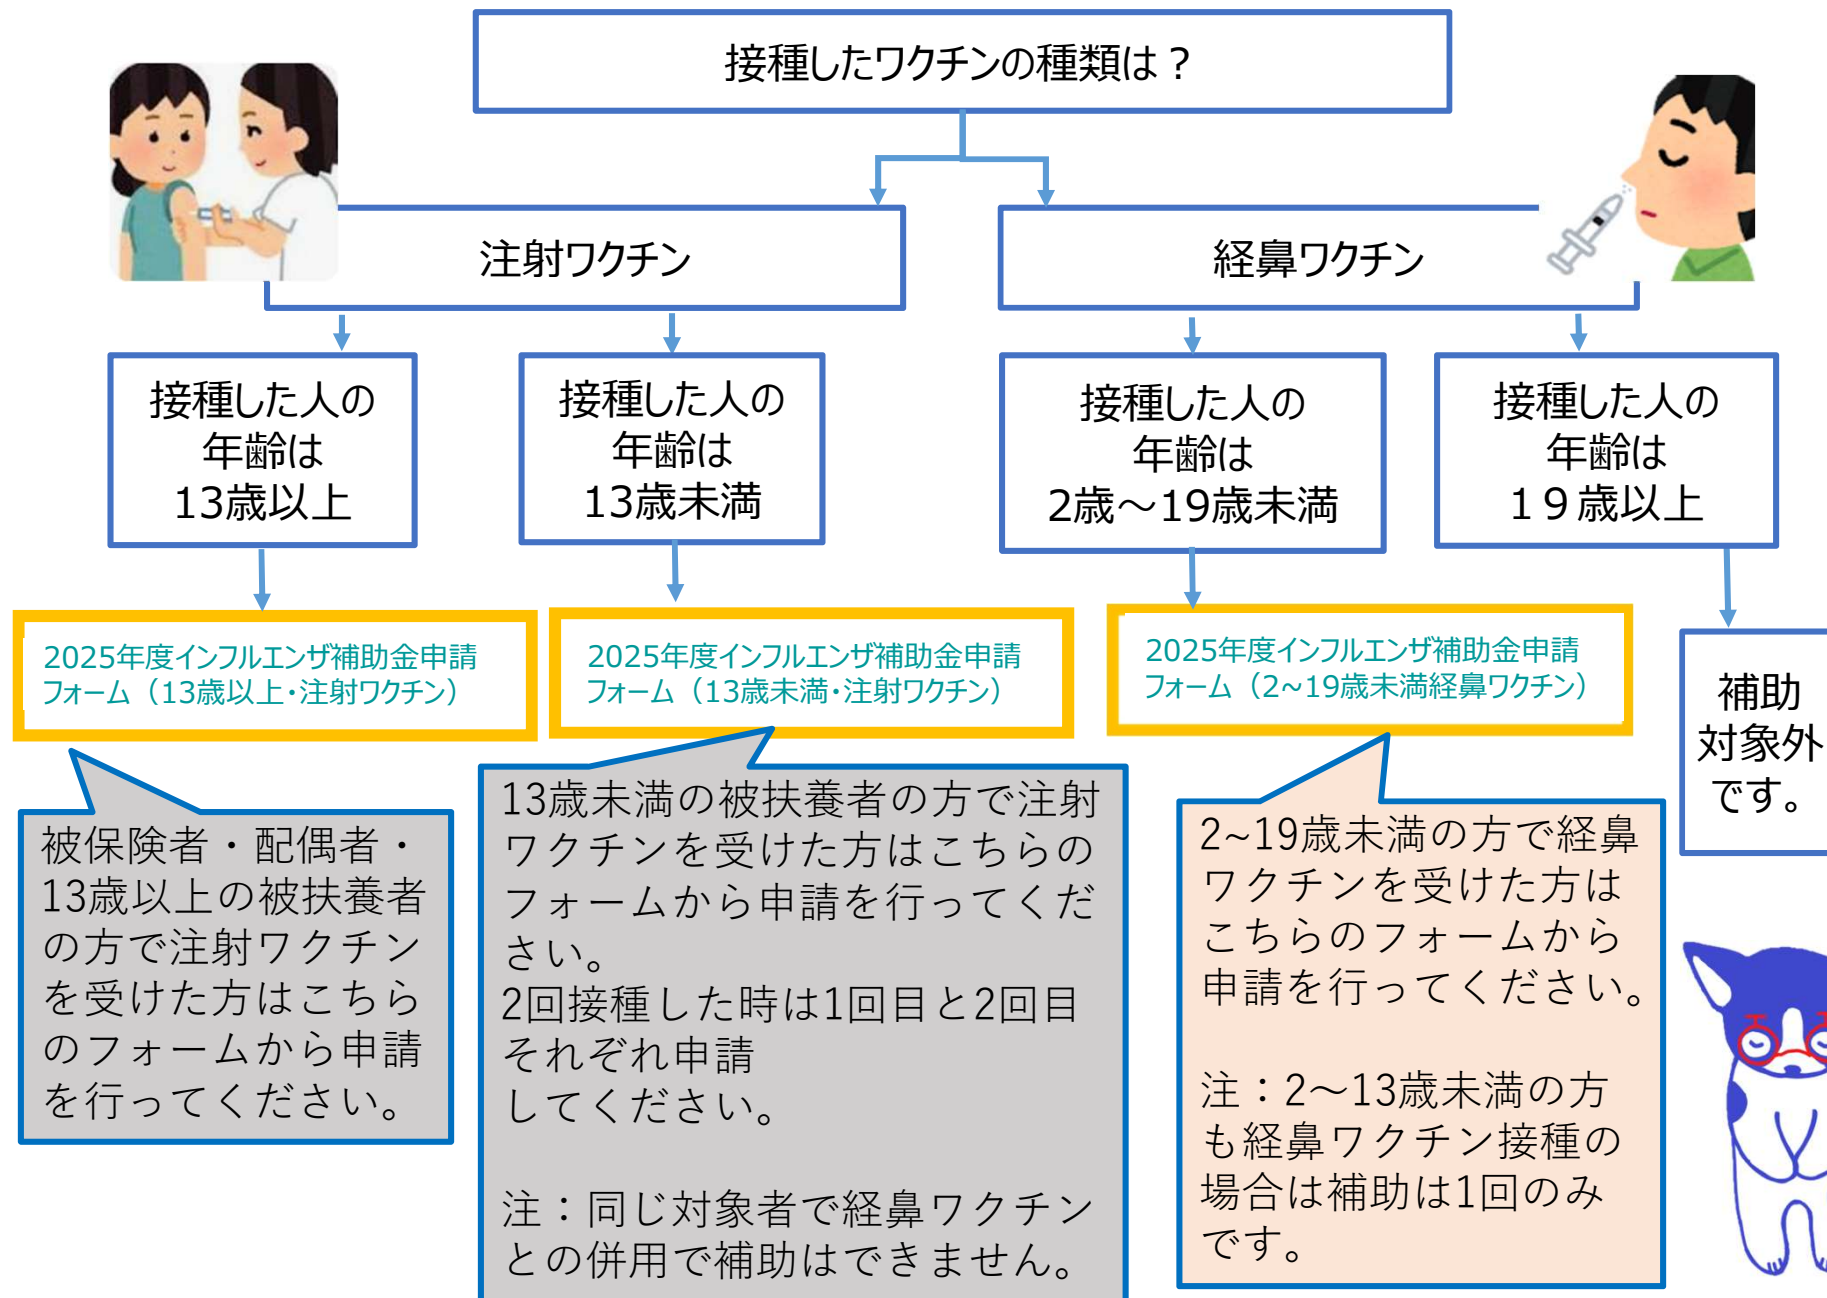 接種したワクチンの種類は？
注射ワクチン
経鼻ワクチン
接種した人の
年齢は
13歳以上
接種した人の
年齢は
13歳未満
接種した人の
年齢は
2歳～19歳未満
接種した人の
年齢は
１９歳以上
2025年度インフルエンザ補助金申請
フォーム（13歳以上・注射ワクチン）
2025年度インフルエンザ補助金申請
フォーム（13歳未満・注射ワクチン）
2025年度インフルエンザ補助金申請
フォーム（2~19歳未満経鼻ワクチン）
補助
対象外
です。
被保険者・配偶者・
13歳以上の被扶養者
の方で注射ワクチン
を受けた方はこちら
のフォームから申請
を行ってください。
13歳未満の被扶養者の方で注射
ワクチンを受けた方はこちらの
フォームから申請を行ってくだ
さい。
2回接種した時は1回目と2回目
それぞれ申請
してください。
注：同じ対象者で経鼻ワクチン
との併用で補助はできません。
2~19歳未満の方で経鼻
ワクチンを受けた方は
こちらのフォームから
申請を行ってください。
注：2～13歳未満の方
も経鼻ワクチン接種の
場合は補助は1回のみ
です。